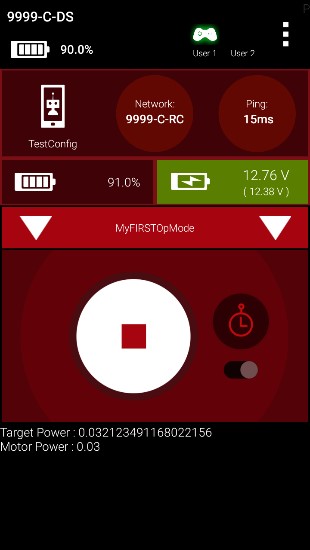 9999-C-DS
90.0%
User 1 User 2
Network:
9999-C-RC
Ping:
15ms
TestConfig
91.0%
12.76 V
( 12.38 V )
MyFIRSTOpMode
Target Power : 0.032123491168022156
Motor Power : 0.03